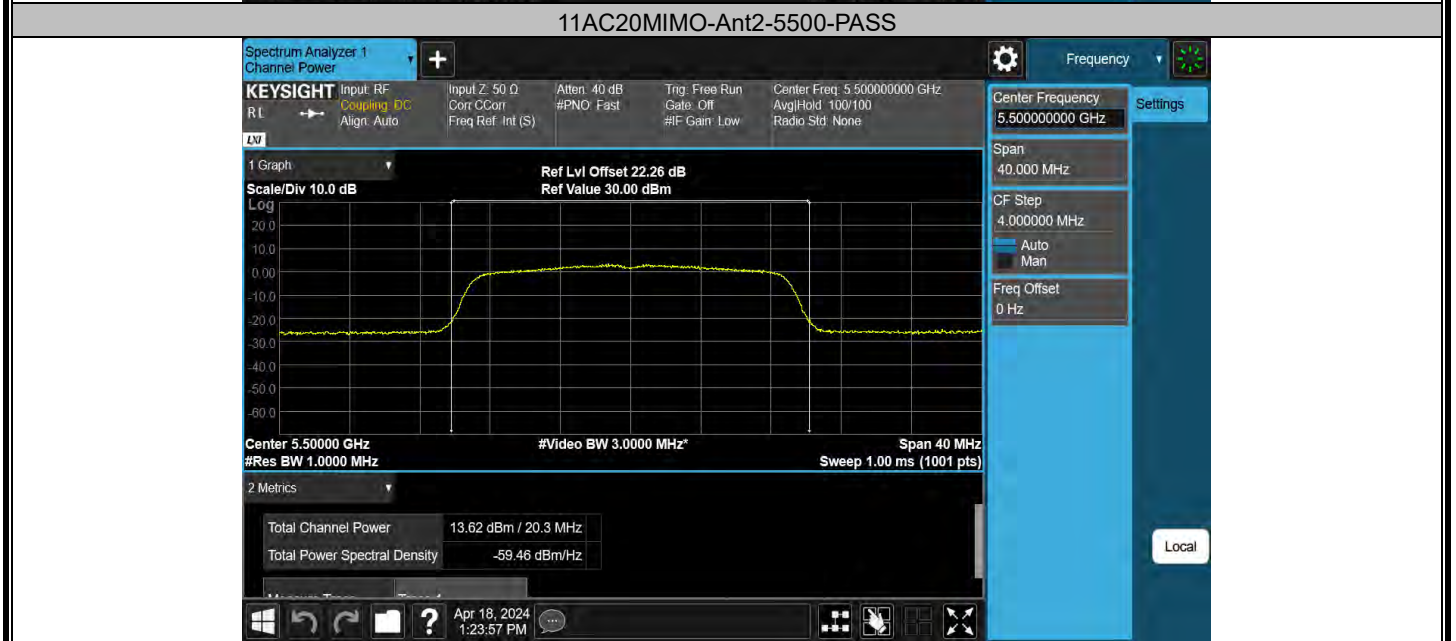 11AC20MIMO-Ant2-5500-PASS
Spectrum Analyzer 1
Channel Power
Frequency
KEYSIGHT
RL
LXI
Input: RF
Coupling: DC
Align: Auto
Input Z: 50 Ω
Corr CCorr
Freq Ref: Int (S)
Atten: 40 dB
#PNO: Fast
Trig: Free Run
Gate: Off
#IF Gain: Low
Center Freq: 5.500000000 GHz
Avg|Hold: 100/100
Radio Std: None
Center Frequency
5.500000000 GHz
Settings
Span
40.000 MHz
CF Step
4.000000 MHz
Auto
Man
Freq Offset
0 Hz
1 Graph
Scale/Div 10.0 dB
Ref Lvl Offset 22.26 dB
Ref Value 30.00 dBm
Log
20.0
10.0
0.00
-10.0
-20.0
-30.0
-40.0
-50.0
-60.0
Center 5.50000 GHz
#Video BW 3.0000 MHz*
Span 40 MHz
#Res BW 1.0000 MHz
Sweep 1.00 ms (1001 pts)
2 Metrics
Total Channel Power 13.62 dBm / 20.3 MHz
Total Power Spectral Density -59.46 dBm/Hz
Local
?
Apr 18, 2024
1:23:57 PM